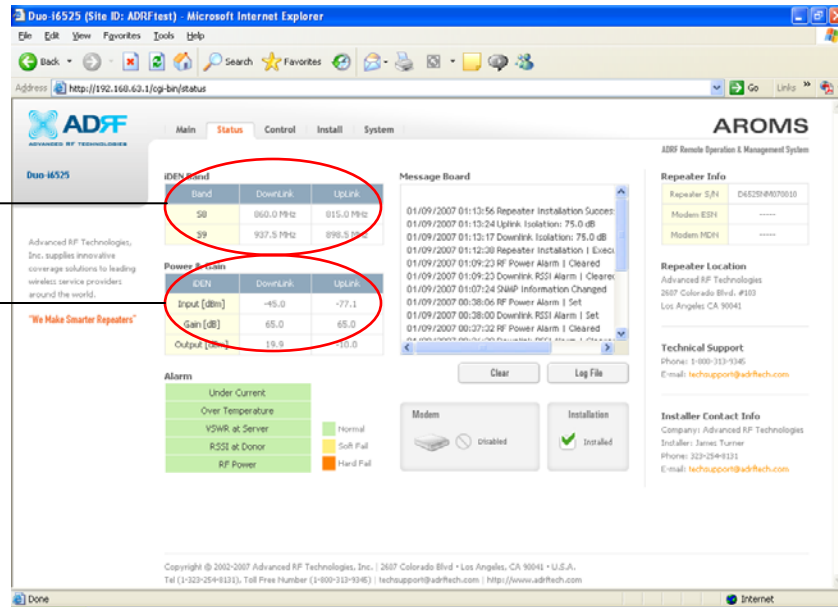 Duo-i6525 (Site ID: ADRFtest) - Microsoft Internet Explorer
File Edit View Favorites Tools Help
Back Search Favorites
Address http://192.168.63.1/cgi-bin/status Go Links
ADRF
ADVANCED RF TECHNOLOGIES
Main Status Control Install System
AROMS
ADRF Remote Operation & Management System
Duo-i6525
Advanced RF Technologies,
Inc. supplies innovative
coverage solutions to leading
wireless service providers
around the world.
"We Make Smarter Repeaters"
iDEN Band
Band DownLink UpLink
S8 860.0 MHz 815.0 MHz
S9 937.5 MHz 898.5 MHz
Power & Gain
iDEN DownLink UpLink
Input [dBm] -45.0 -77.1
Gain [dB] 65.0 65.0
Output [dBm] 19.9 -10.0
Alarm
Under Current
Over Temperature
VSWR at Server
RSSI at Donor
RF Power
Normal
Soft Fail
Hard Fail
Message Board
01/09/2007 01:13:56 Repeater Installation Succes
01/09/2007 01:13:24 Uplink Isolation: 75.0 dB
01/09/2007 01:13:17 Downlink Isolation: 75.0 dB
01/09/2007 01:12:38 Repeater Installation | Execu
01/09/2007 01:09:23 RF Power Alarm | Cleared
01/09/2007 01:09:23 Downlink RSSI Alarm | Cleared
01/09/2007 01:07:24 SNMP Information Changed
01/09/2007 00:38:06 RF Power Alarm | Set
01/09/2007 00:38:00 Downlink RSSI Alarm | Set
01/09/2007 00:37:32 RF Power Alarm | Cleared
Clear Log File
Modem
Disabled
Installation
Installed
Repeater Info
Repeater S/N D6525NM070010
Modem ESN -----
Modem MDN -----
Repeater Location
Advanced RF Technologies
2607 Colorado Blvd. #103
Los Angeles, CA 90041
Technical Support
Phone: 1-800-313-9345
E-mail: techsupport@adrftech.com
Installer Contact Info
Company: Advanced RF Technologies
Installer: James Turner
Phone: 323-254-8131
E-mail: techsupport@adrftech.com
Copyright © 2002-2007 Advanced RF Technologies, Inc. | 2607 Colorado Blvd • Los Angeles, CA 90041 • U.S.A.
Tel (1-323-254-8131), Toll Free Number (1-800-313-9345) | techsupport@adrftech.com | http://www.adrftech.com
Done Internet